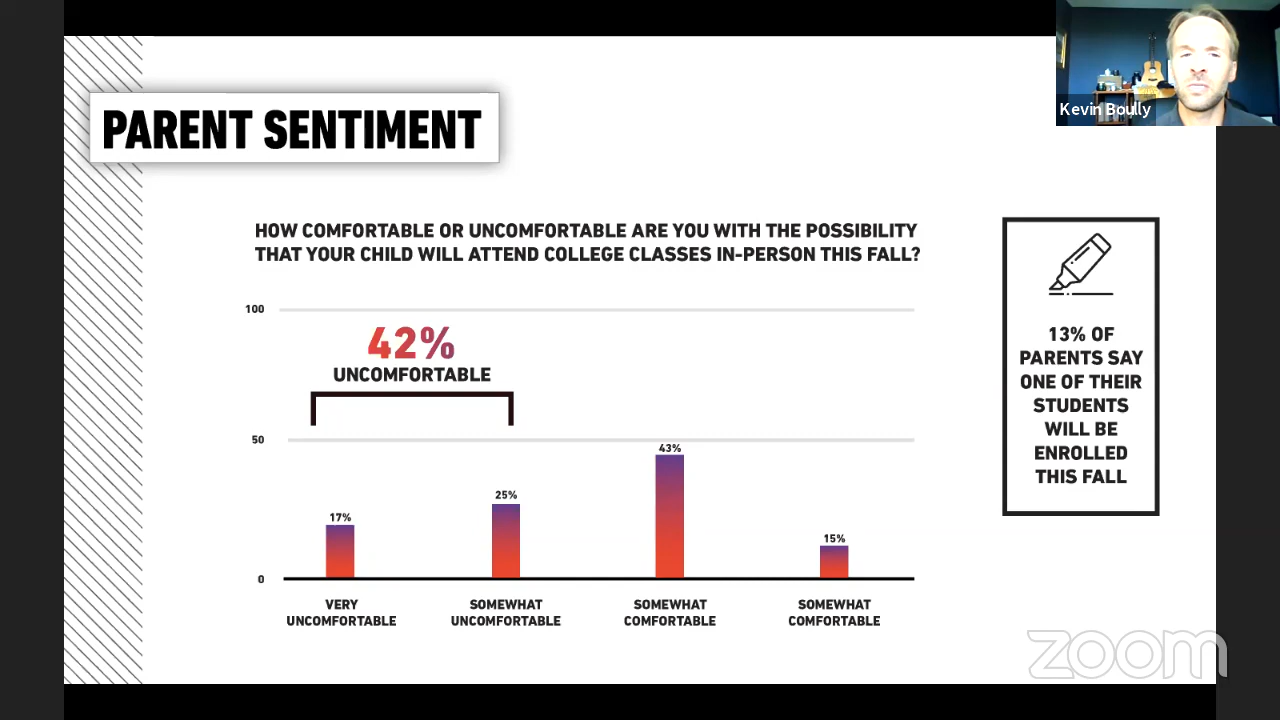 Kevin Boully
PARENT SENTIMENT
HOW COMFORTABLE OR UNCOMFORTABLE ARE YOU WITH THE POSSIBILITY
THAT YOUR CHILD WILL ATTEND COLLEGE CLASSES IN-PERSON THIS FALL?
100
42%
UNCOMFORTABLE
50
17%
25%
43%
15%
0
VERY
UNCOMFORTABLE
SOMEWHAT
UNCOMFORTABLE
SOMEWHAT
COMFORTABLE
SOMEWHAT
COMFORTABLE
13% OF
PARENTS SAY
ONE OF THEIR
STUDENTS
WILL BE
ENROLLED
THIS FALL
zoom